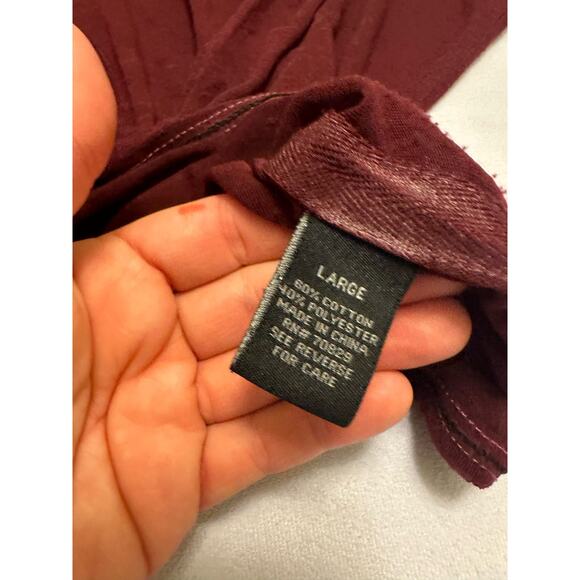 LARGE
60% COTTON
40% POLYESTER
MADE IN CHINA
RN# 70829
SEE REVERSE
FOR CARE